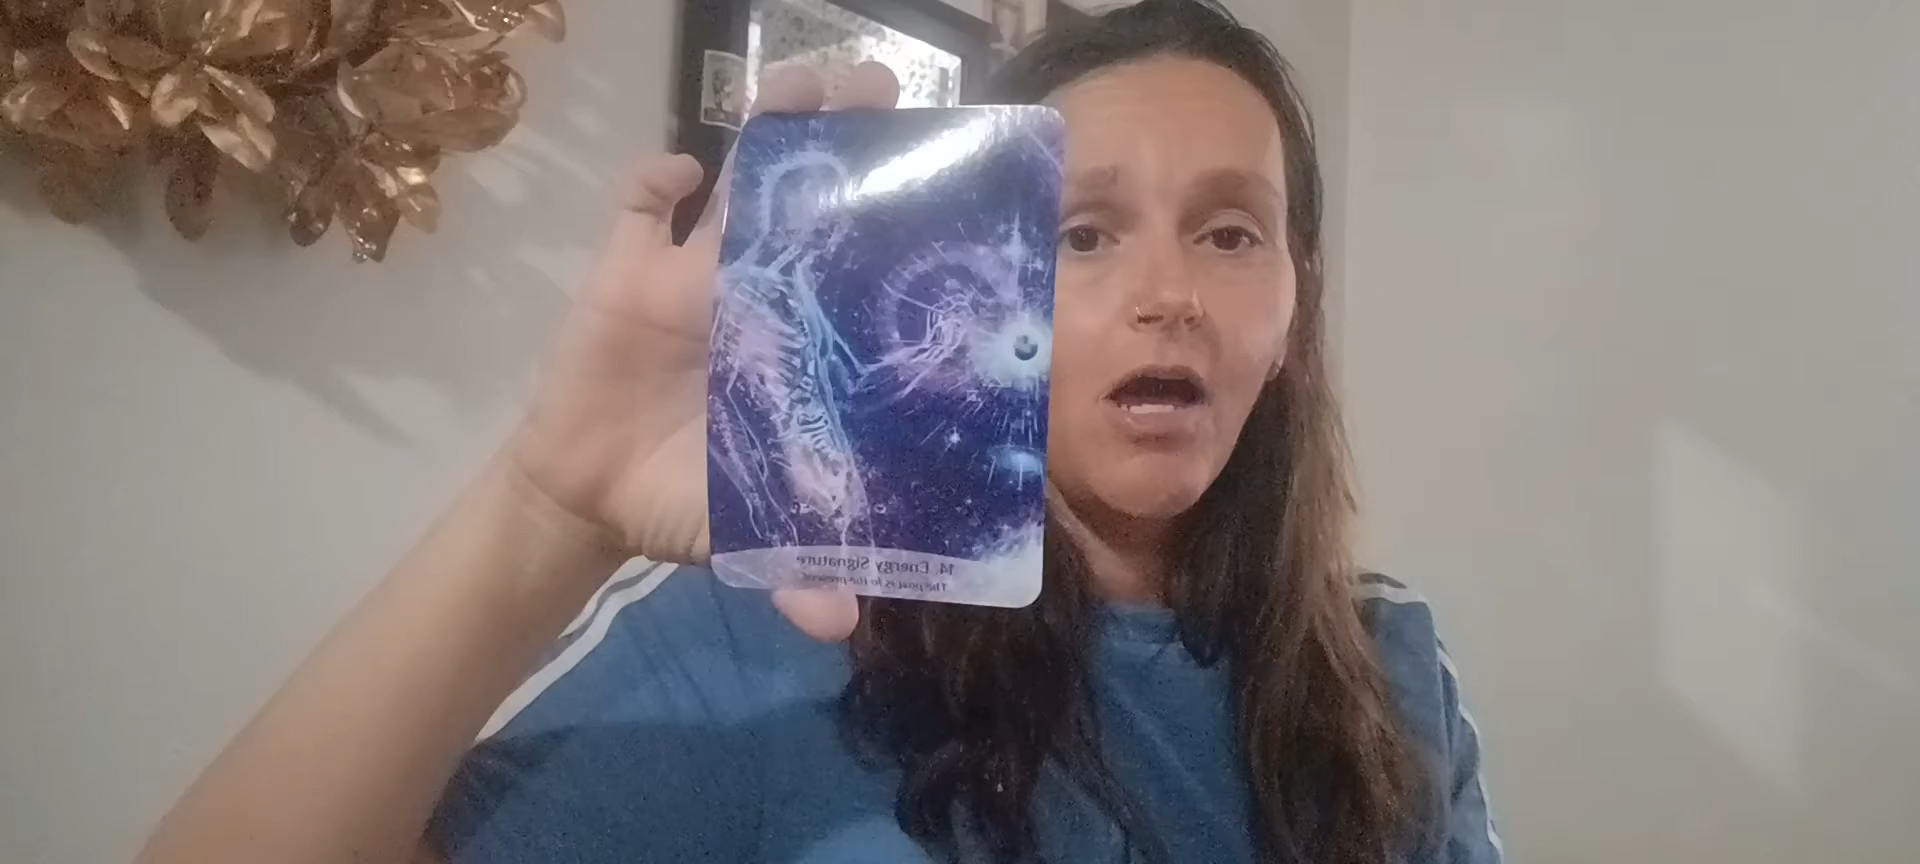 14. Energy Signature
The past is in the present.